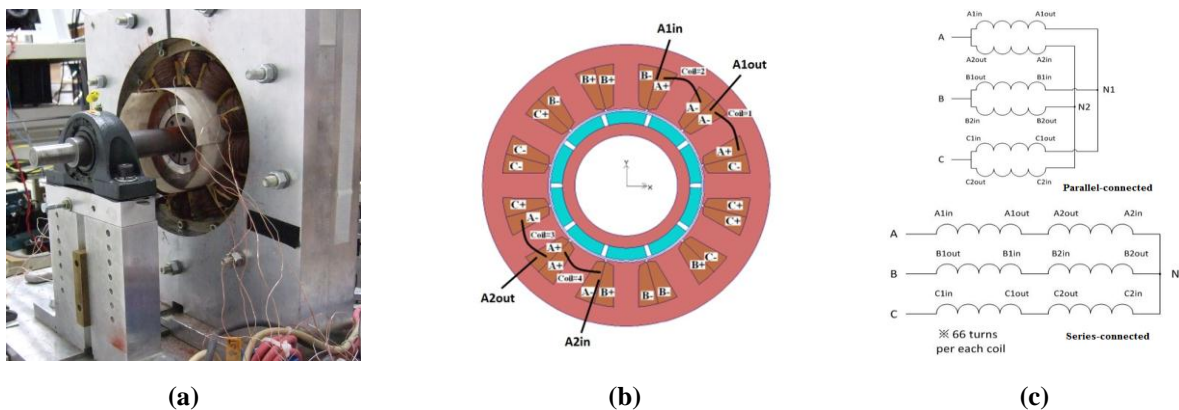 A1in
A1out
B+ B+
B-
A+
Coil=2
A-
A-
Coil=1
A+
C-
B-
C+
C-
C-
C+
A-
Coil=3
A+
A+
Coil=4
A-
B+
B-
B-
B+
C-
C+
C+
Y
X
A2out
A2in
A1in
A1out
A
A2out
A2in
B1out
B1in
B
B2in
B2out
N1
N2
C1in
C1out
C
C2out
C2in
Parallel-connected
A1in
A1out
A2out
A2in
A
B1out
B1in
B2in
B2out
B
N
C1in
C1out
C2out
C2in
C
※ 66 turns
per each coil
Series-connected
(a)
(b)
(c)